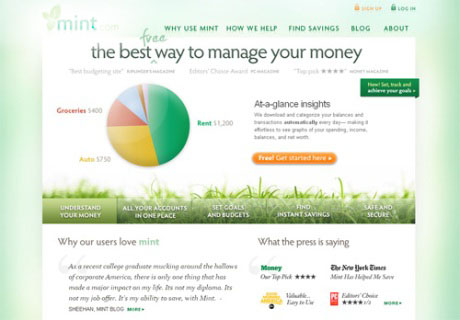 SIGN UP LOG IN
mint.com
WHY USE MINT HOW WE HELP FIND SAVINGS BLOG ABOUT
free
the best way to manage your money
"Best budgeting site" KIPLINGER'S MAGAZINE Editors' Choice Award PC MAGAZINE "Top pick ★★★★" MONEY MAGAZINE
New! Set, track and
achieve your goals ▸
Groceries $400
Rent $1,200
Auto $750
At-a-glance insights
We download and categorize your balances and
transactions automatically every day—making it
effortless to see graphs of your spending, income,
balances, and net worth.
Free! Get started here »
UNDERSTAND
YOUR MONEY
ALL YOUR ACCOUNTS
IN ONE PLACE
SET GOALS
AND BUDGETS
FIND
INSTANT SAVINGS
SAFE AND
SECURE
Why our users love mint
As a recent college graduate mucking around the hallows
of corporate America, there is only one thing that has
made a major impact on my life. Its not my diploma. Its
not my job offer. It's my ability to save, with Mint. -
SHEEHAN, MINT BLOG MORE ▸
What the press is saying
Money
Our Top Pick ★★★★
The New York Times
Mint Has Helped Me Save
Valuable...
Easy to Use
PC Editors' Choice
★★★★ 1/2
MORE ▸